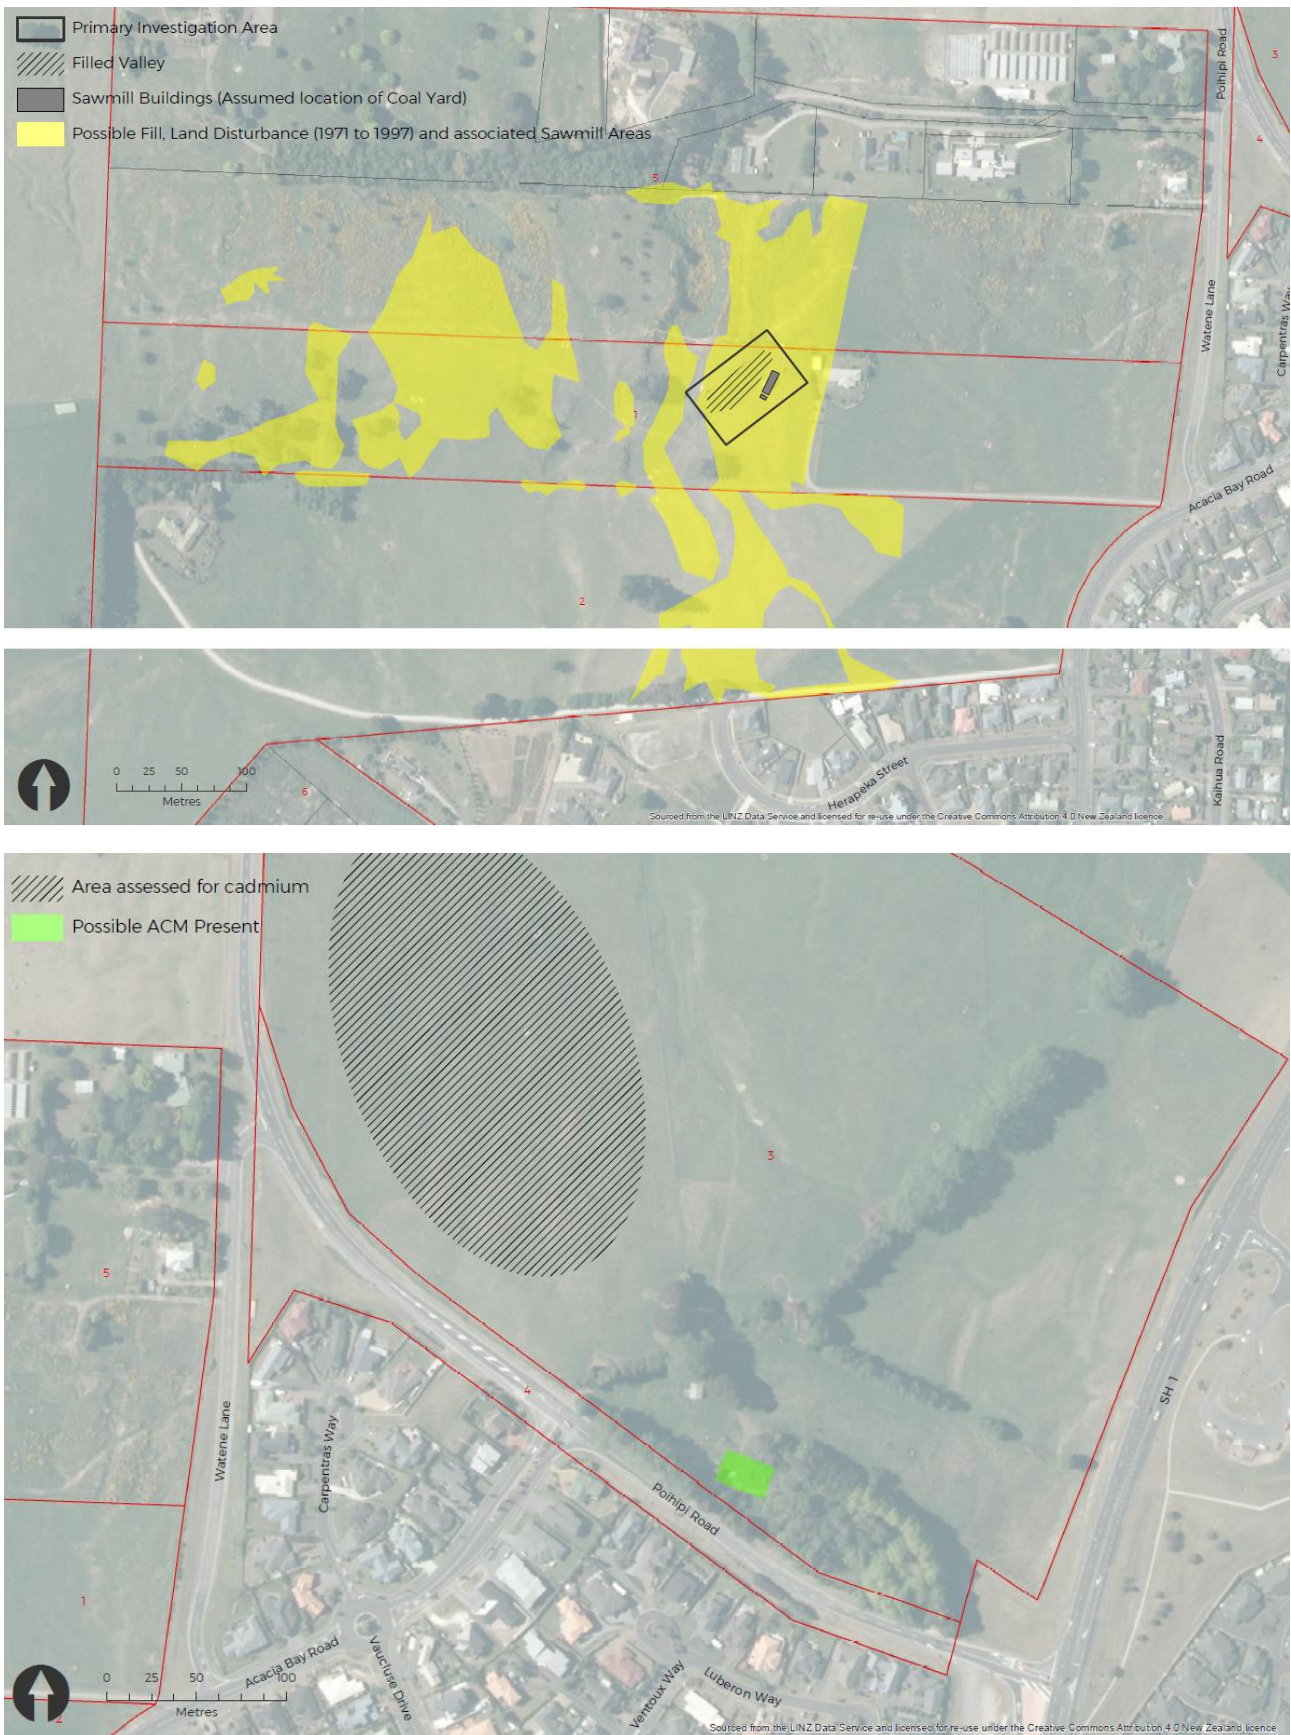 Primary Investigation Area
Filled Valley
Sawmill Buildings (Assumed location of Coal Yard)
Possible Fill, Land Disturbance (1971 to 1997) and associated Sawmill Areas
Poihipi Road
3
4
5
Watene Lane
Carpentras Way
1
Acacia Bay Road
2
0 25 50 100
Metres
6
Herapeka Street
Kaihua Road
Sourced from the LINZ Data Service and licensed for re-use under the Creative Commons Attribution 4.0 New Zealand licence
Area assessed for cadmium
Possible ACM Present
3
5
4
SH 1
Watene Lane
Carpentras Way
Poihipi Road
1
Acacia Bay Road
Vaucluse Drive
Ventoux Way
Luberon Way
0 25 50 100
Metres
2
Sourced from the LINZ Data Service and licensed for re-use under the Creative Commons Attribution 4.0 New Zealand licence